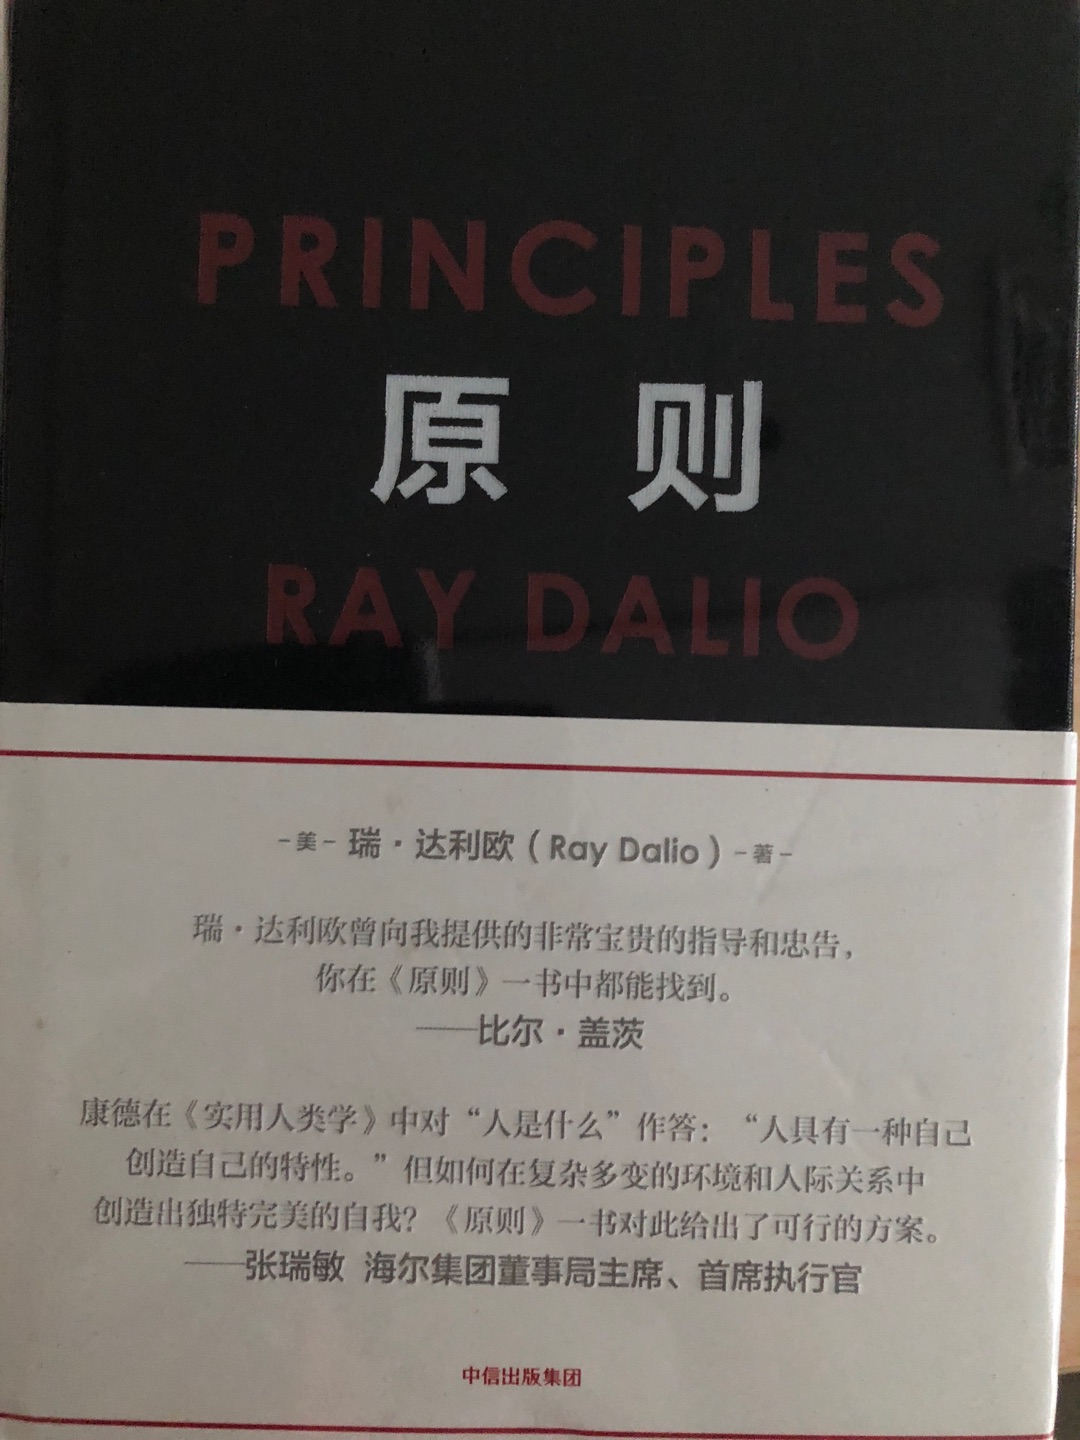 PRINCIPLES
原 则
RAY DALIO
-美- 瑞·达利欧（Ray Dalio）-著-
瑞·达利欧曾向我提供的非常宝贵的指导和忠告，
你在《原则》一书中都能找到。
——比尔·盖茨
康德在《实用人类学》中对“人是什么”作答：“人具有一种自己
创造自己的特性。”但如何在复杂多变的环境和人际关系中
创造出独特完美的自我？《原则》一书对此给出了可行的方案。
——张瑞敏 海尔集团董事局主席、首席执行官
中信出版集团